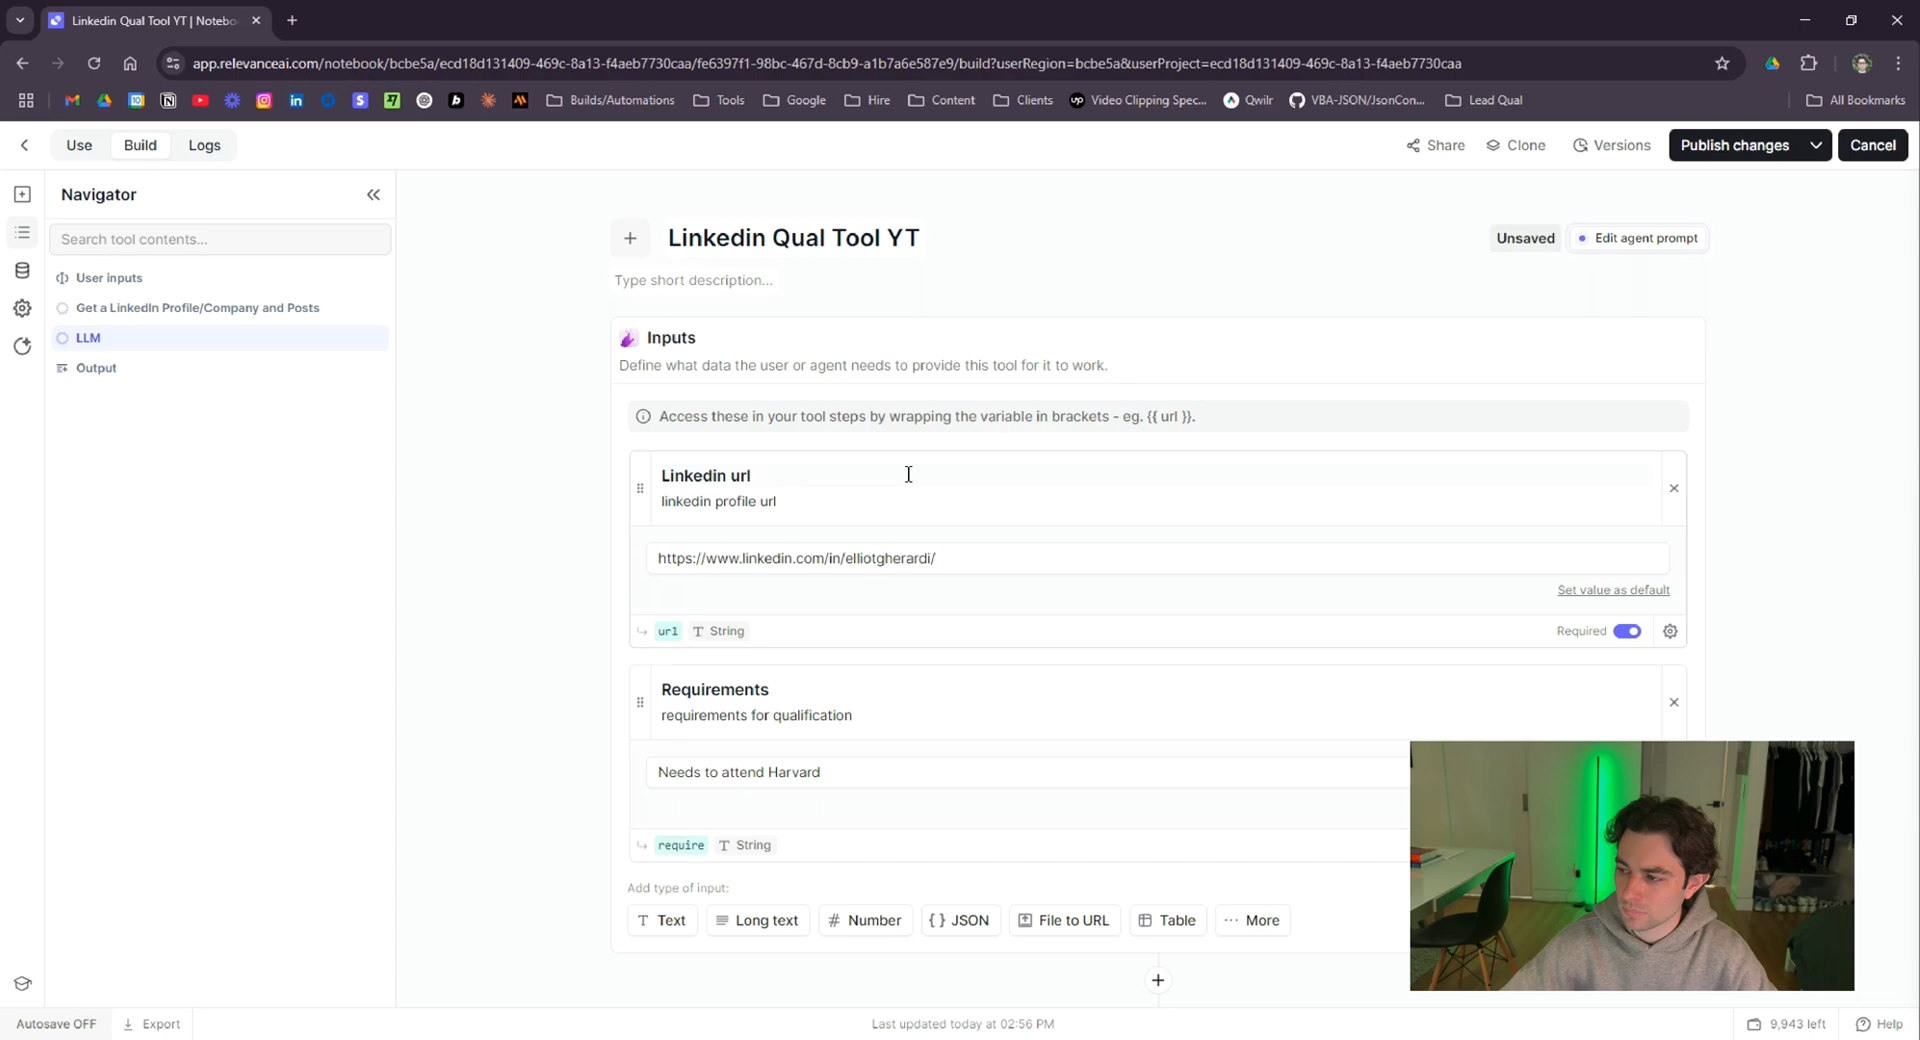 Linkedin Qual Tool YT | Notebo
app.relevanceai.com/notebook/bcbe5a/ecd18d131409-469c-8a13-f4aeb7730caa/fe6397f1-98bc-467d-8cb9-a1b7a6e587e9/build?userRegion=bcbe5a&userProject=ecd18d131409-469c-8a13-f4aeb7730caa
Builds/Automations Tools Google Hire Content Clients Video Clipping Spec... Qwilr VBA-JSON/JsonCon... Lead Qual All Bookmarks
Use Build Logs Share Clone Versions Publish changes Cancel
Navigator
Search tool contents...
User inputs
Get a LinkedIn Profile/Company and Posts
LLM
Output
Linkedin Qual Tool YT
Unsaved Edit agent prompt
Type short description...
Inputs
Define what data the user or agent needs to provide this tool for it to work.
Access these in your tool steps by wrapping the variable in brackets - eg. {{ url }}.
Linkedin url
linkedin profile url
https://www.linkedin.com/in/elliotgherardi/
Set value as default
url T String Required
Requirements
requirements for qualification
Needs to attend Harvard
require T String
Add type of input:
T Text Long text # Number {} JSON File to URL Table ... More
Autosave OFF Export Last updated today at 02:56 PM 9,943 left Help